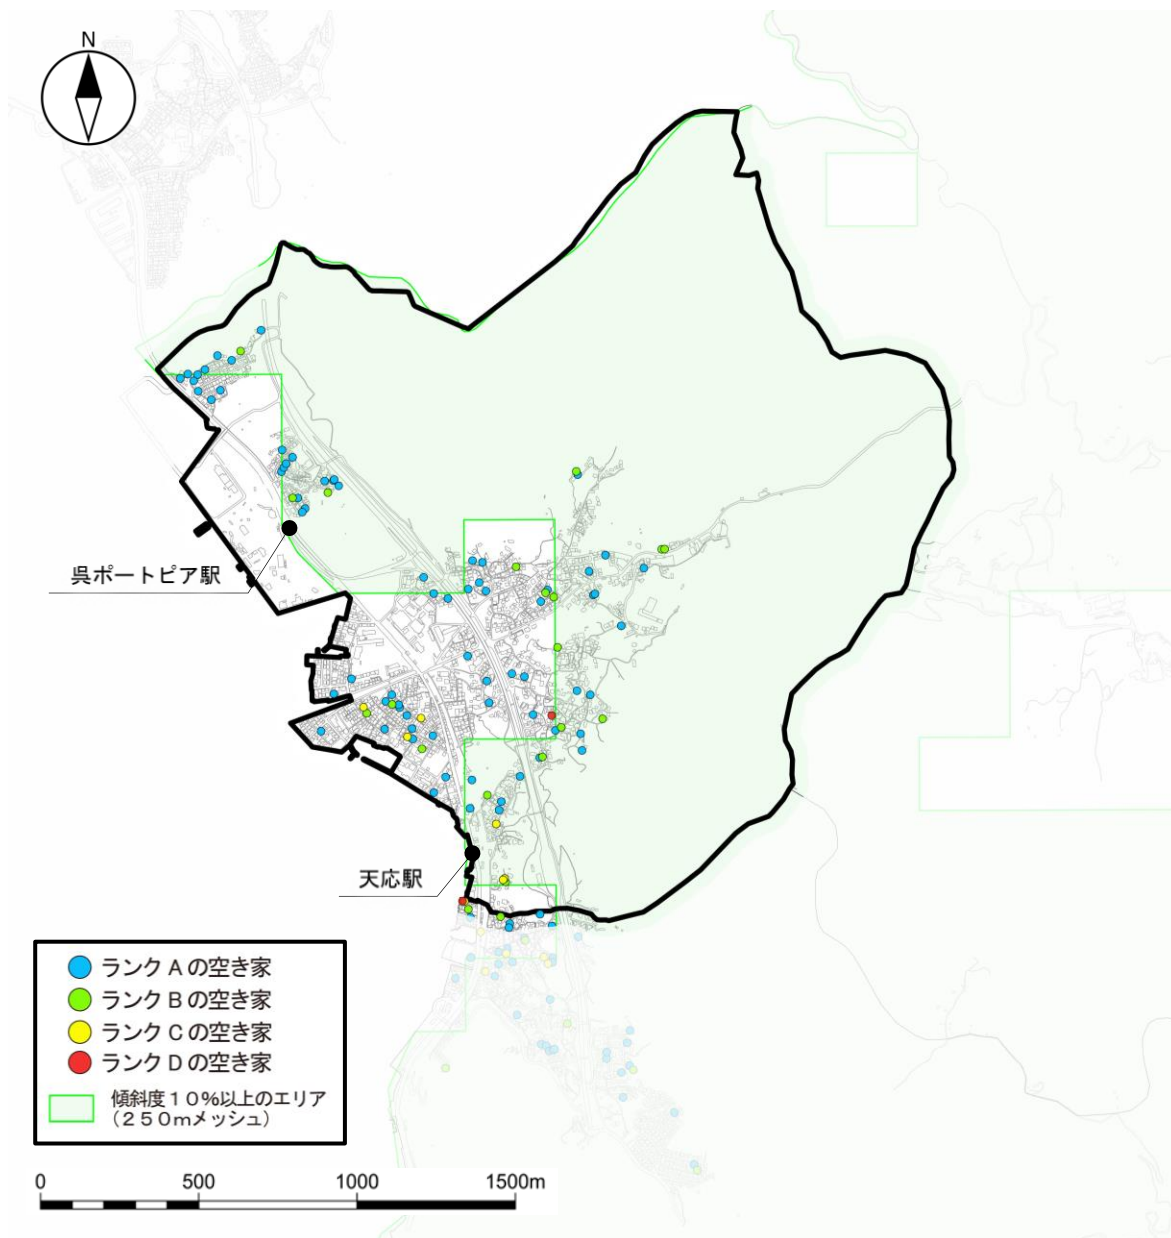 N
呉ポートピア駅
天応駅
ランクAの空き家
ランクBの空き家
ランクCの空き家
ランクDの空き家
傾斜度10%以上のエリア
(250mメッシュ)
0 500 1000 1500m